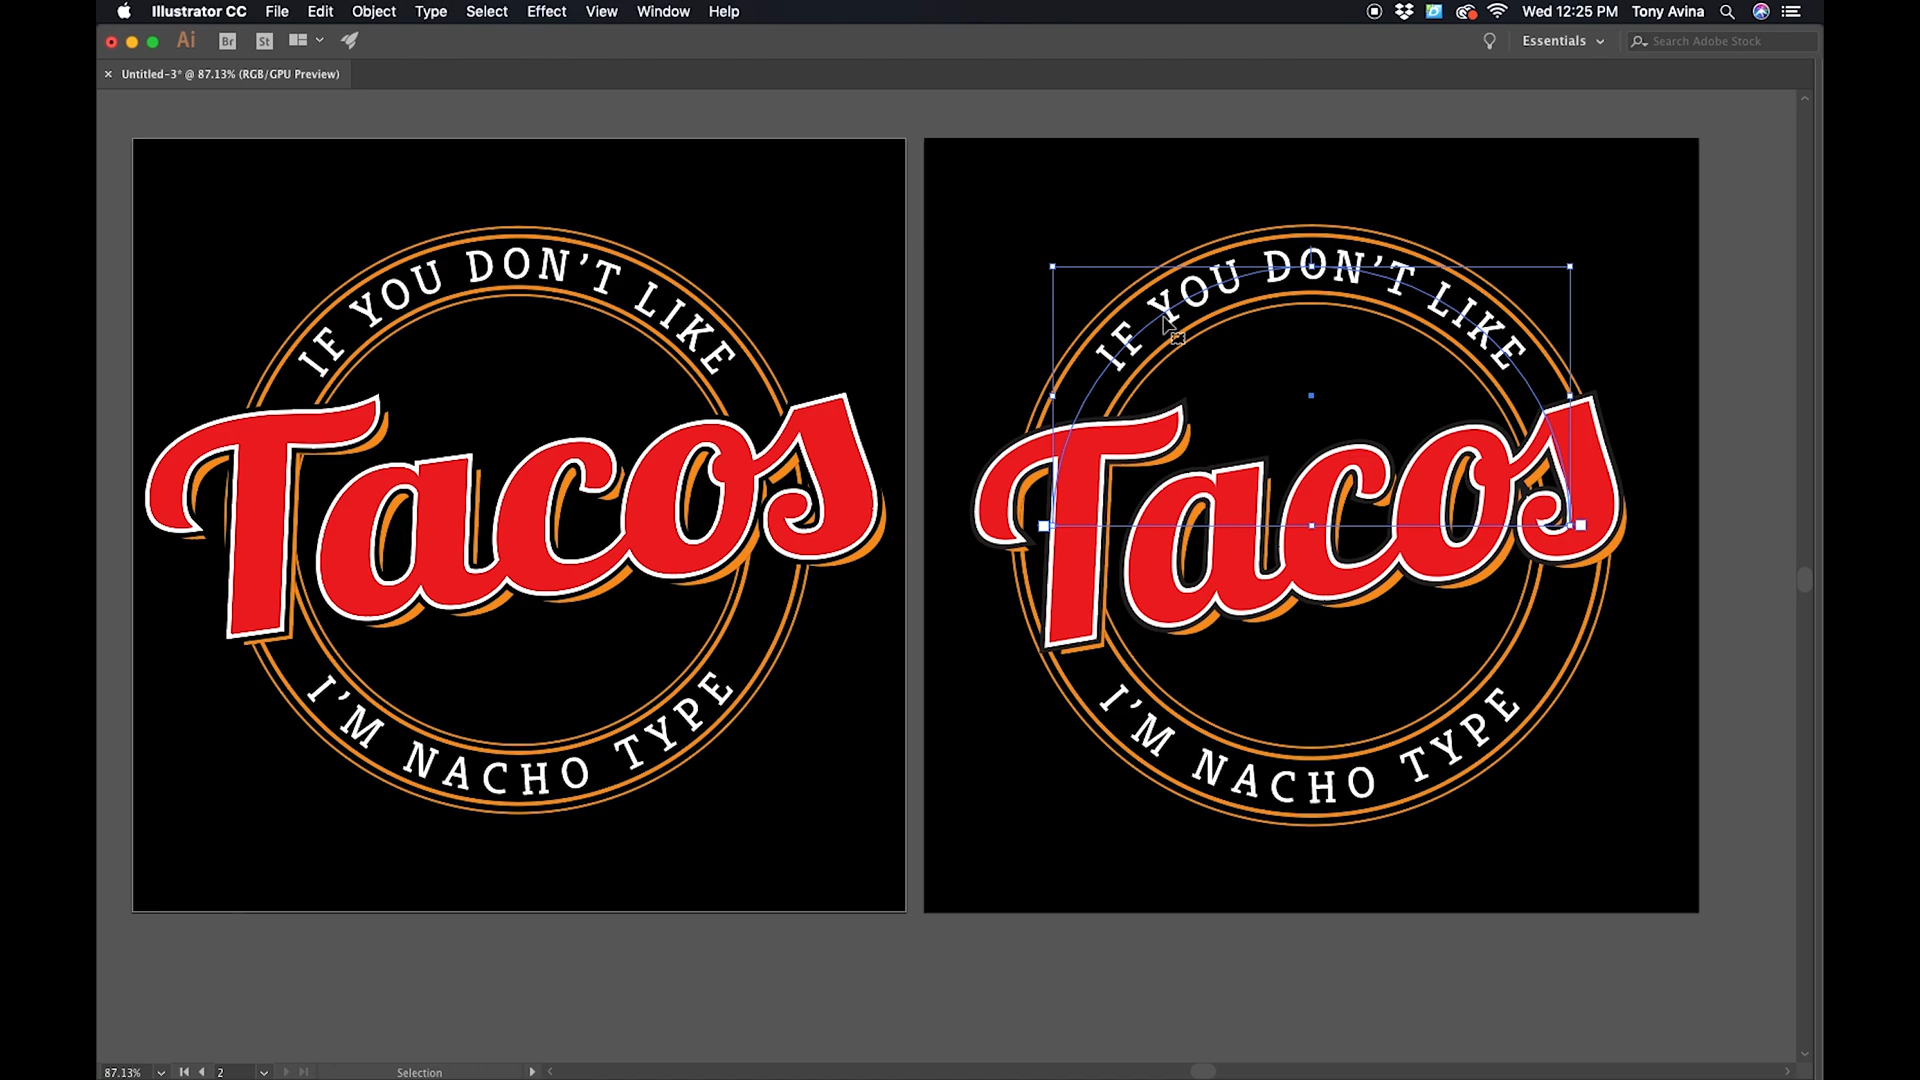 Illustrator CC File Edit Object Type Select Effect View Window Help Wed 12:25 PM Tony Avina
Ai Br St Essentials Search Adobe Stock
× Untitled-3* @ 87.13% (RGB/GPU Preview)
IF YOU DON'T LIKE
Tacos
I'M NACHO TYPE
IF YOU DON'T LIKE
Tacos
I'M NACHO TYPE
87.13% 2 Selection